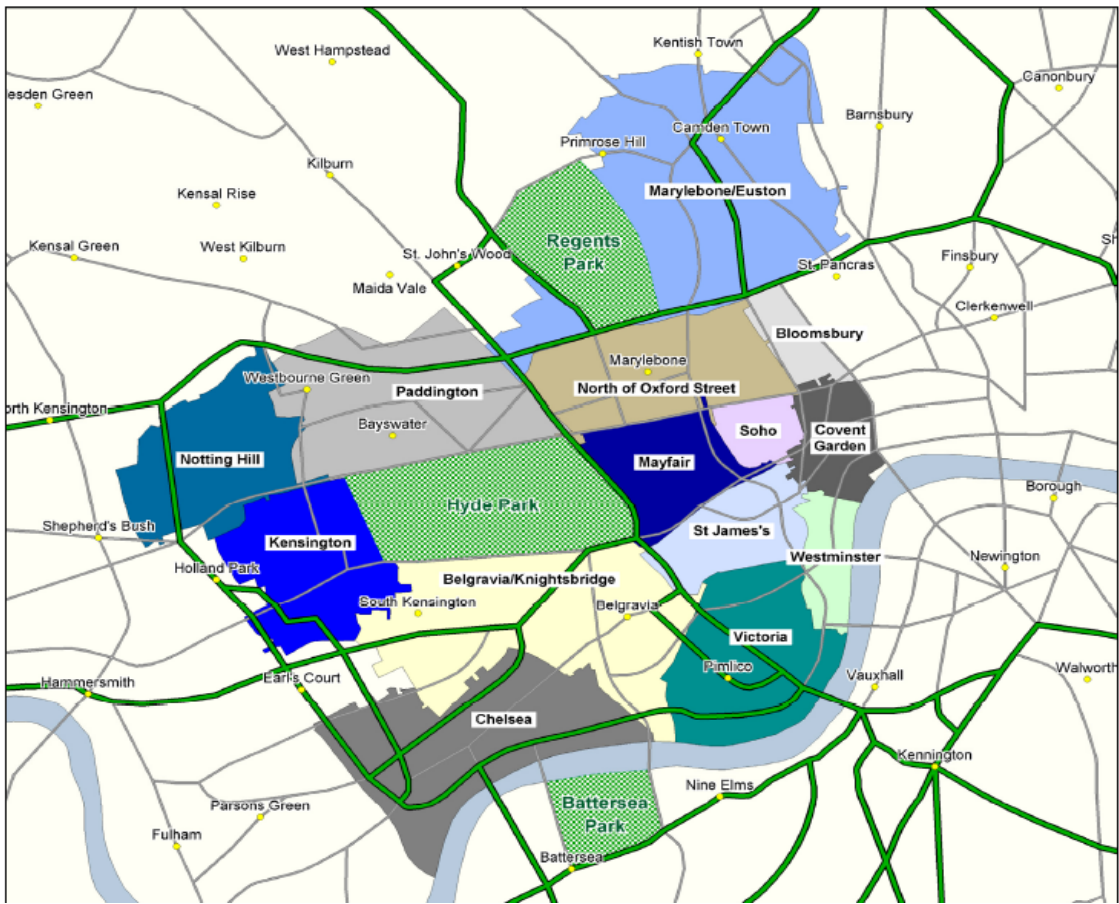 West Hampstead
Kentish Town
Canonbury
esden Green
Barnsbury
Camden Town
Primrose Hill
Kilburn
Marylebone/Euston
Kensal Rise
Kensal Green
West Kilburn
Regents
Park
St. John's Wood
Finsbury
Sh
St. Pancras
Maida Vale
Clerkenwell
Bloomsbury
Marylebone
Westbourne Green
Paddington
North of Oxford Street
orth Kensington
Bayswater
Soho
Covent
Garden
Notting Hill
Mayfair
Hyde Park
Borough
Shepherd's Bush
St James's
Kensington
Westminster
Newington
Holland Park
Belgravia/Knightsbridge
South Kensington
Belgravia
Victoria
Pimlico
Hammersmith
Earl's Court
Vauxhall
Walworth
Chelsea
Kennington
Nine Elms
Parsons Green
Battersea
Park
Fulham
Battersea